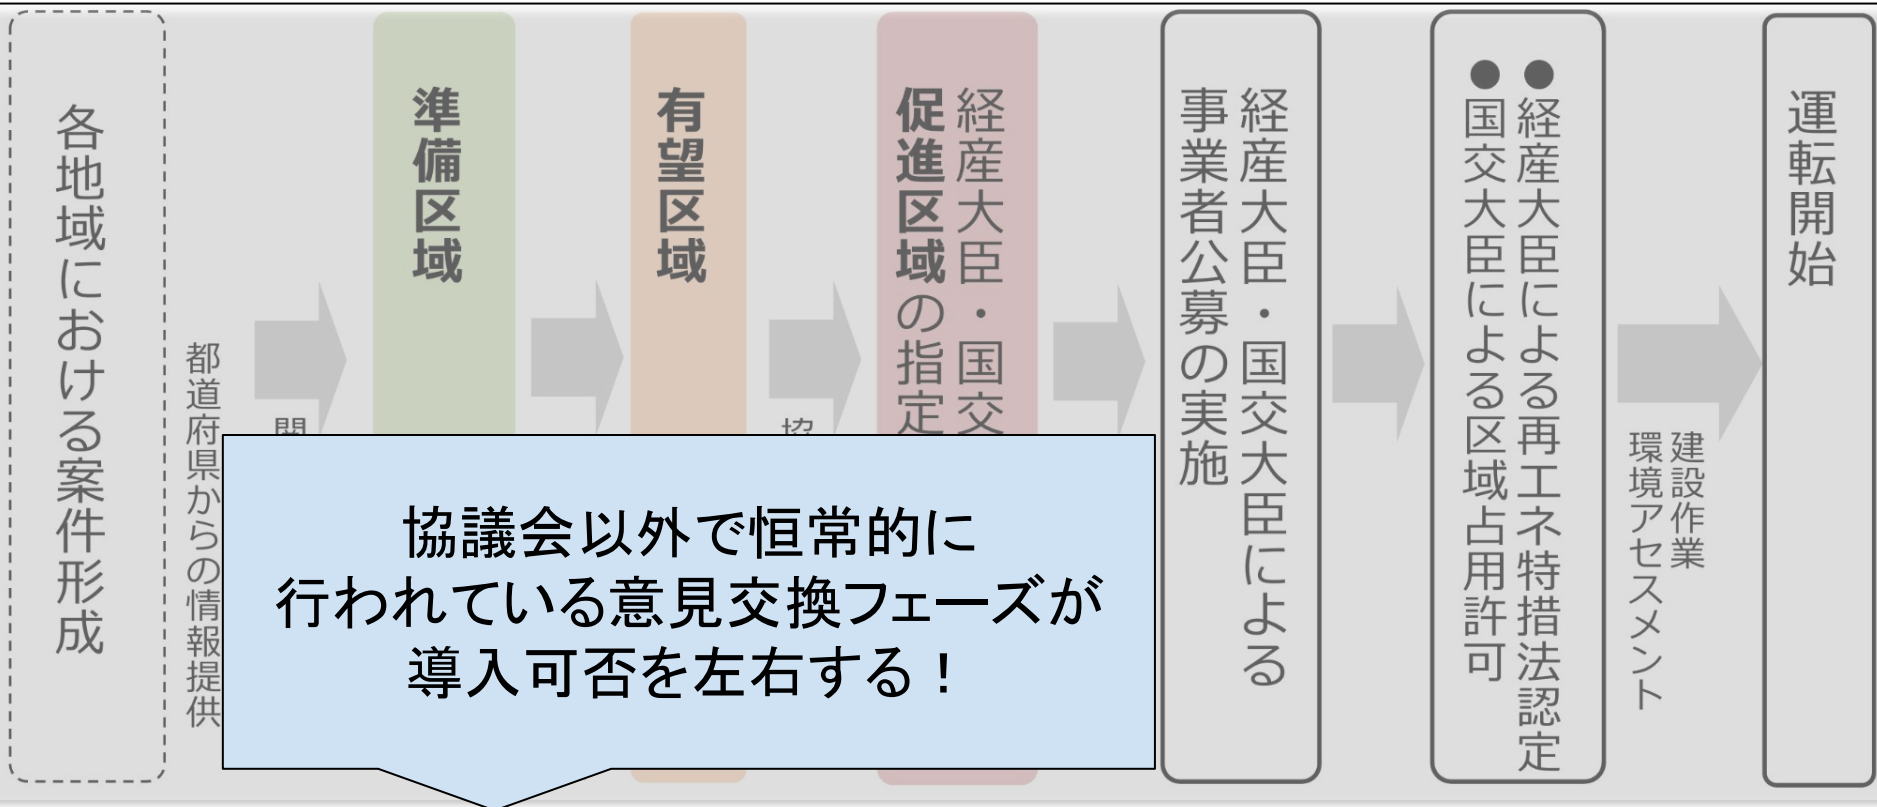 各地域における案件形成
都道府県からの情報提供
準備区域
有望区域
協
経産大臣・国交
促進区域の指定
経産大臣・国交大臣による
事業者公募の実施
●経産大臣による再エネ特措法認定
●国交大臣による区域占用許可
建設作業
環境アセスメント
運転開始
協議会以外で恒常的に
行われている意見交換フェーズが
導入可否を左右する！